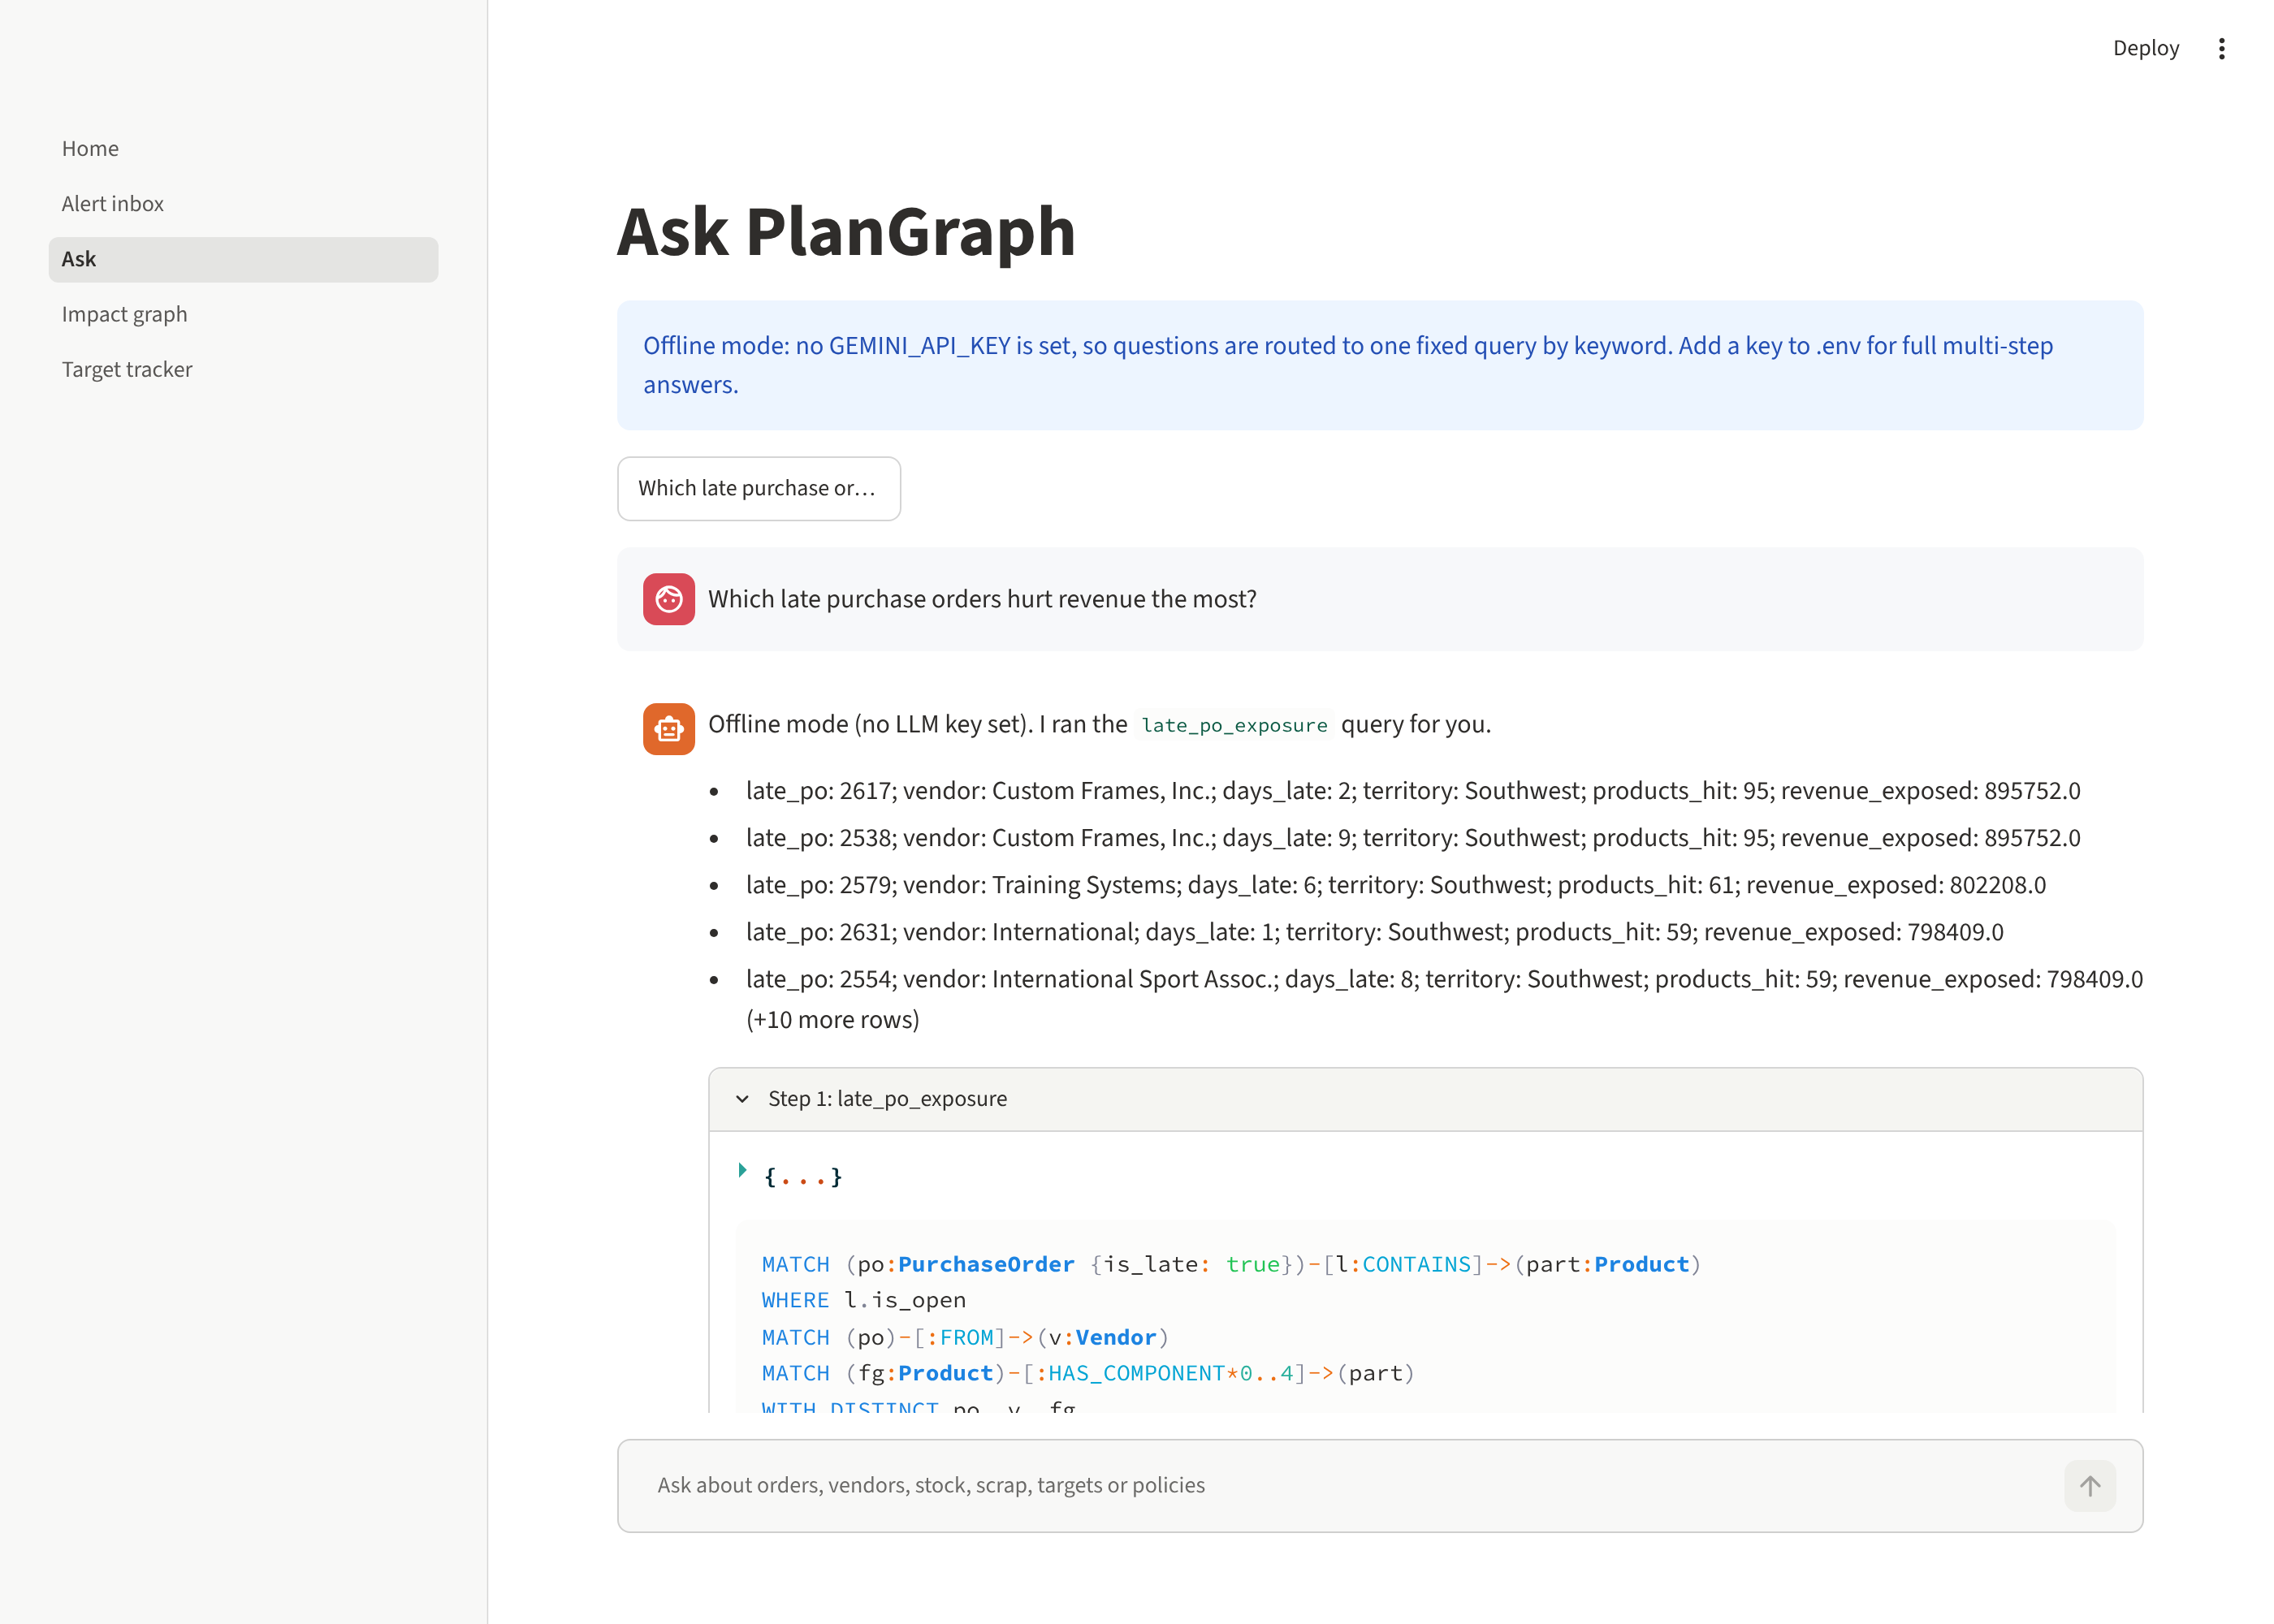 Deploy
Home
Alert inbox
Ask
Impact graph
Target tracker
Ask PlanGraph
Offline mode: no GEMINI_API_KEY is set, so questions are routed to one fixed query by keyword. Add a key to .env for full multi-step
answers.
Which late purchase or…
Which late purchase orders hurt revenue the most?
Offline mode (no LLM key set). I ran the late_po_exposure query for you.
• late_po: 2617; vendor: Custom Frames, Inc.; days_late: 2; territory: Southwest; products_hit: 95; revenue_exposed: 895752.0
• late_po: 2538; vendor: Custom Frames, Inc.; days_late: 9; territory: Southwest; products_hit: 95; revenue_exposed: 895752.0
• late_po: 2579; vendor: Training Systems; days_late: 6; territory: Southwest; products_hit: 61; revenue_exposed: 802208.0
• late_po: 2631; vendor: International; days_late: 1; territory: Southwest; products_hit: 59; revenue_exposed: 798409.0
• late_po: 2554; vendor: International Sport Assoc.; days_late: 8; territory: Southwest; products_hit: 59; revenue_exposed: 798409.0
(+10 more rows)
Step 1: late_po_exposure
{...}
MATCH (po:PurchaseOrder {is_late: true})-[l:CONTAINS]->(part:Product)
WHERE l.is_open
MATCH (po)-[:FROM]->(v:Vendor)
MATCH (fg:Product)-[:HAS_COMPONENT*0..4]->(part)
WITH DISTINCT po, v, fg
Ask about orders, vendors, stock, scrap, targets or policies